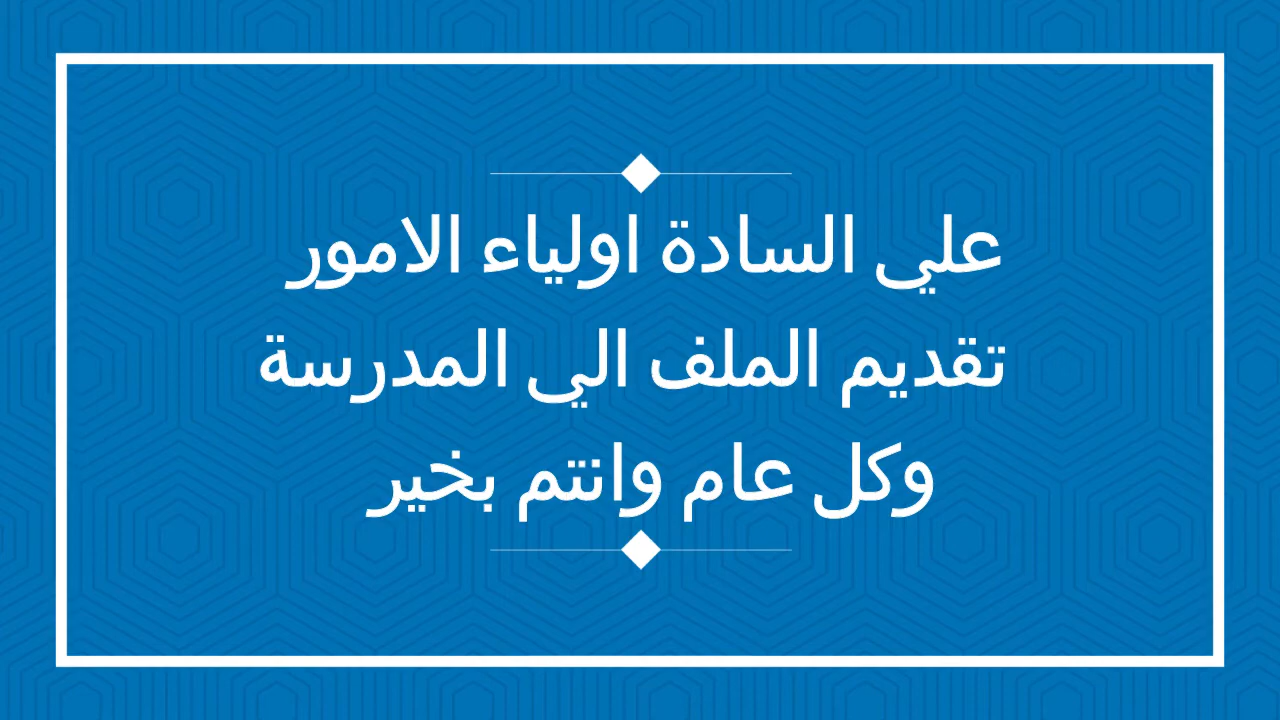 علي السادة اولياء الامور
تقديم الملف الي المدرسة
وكل عام وانتم بخير